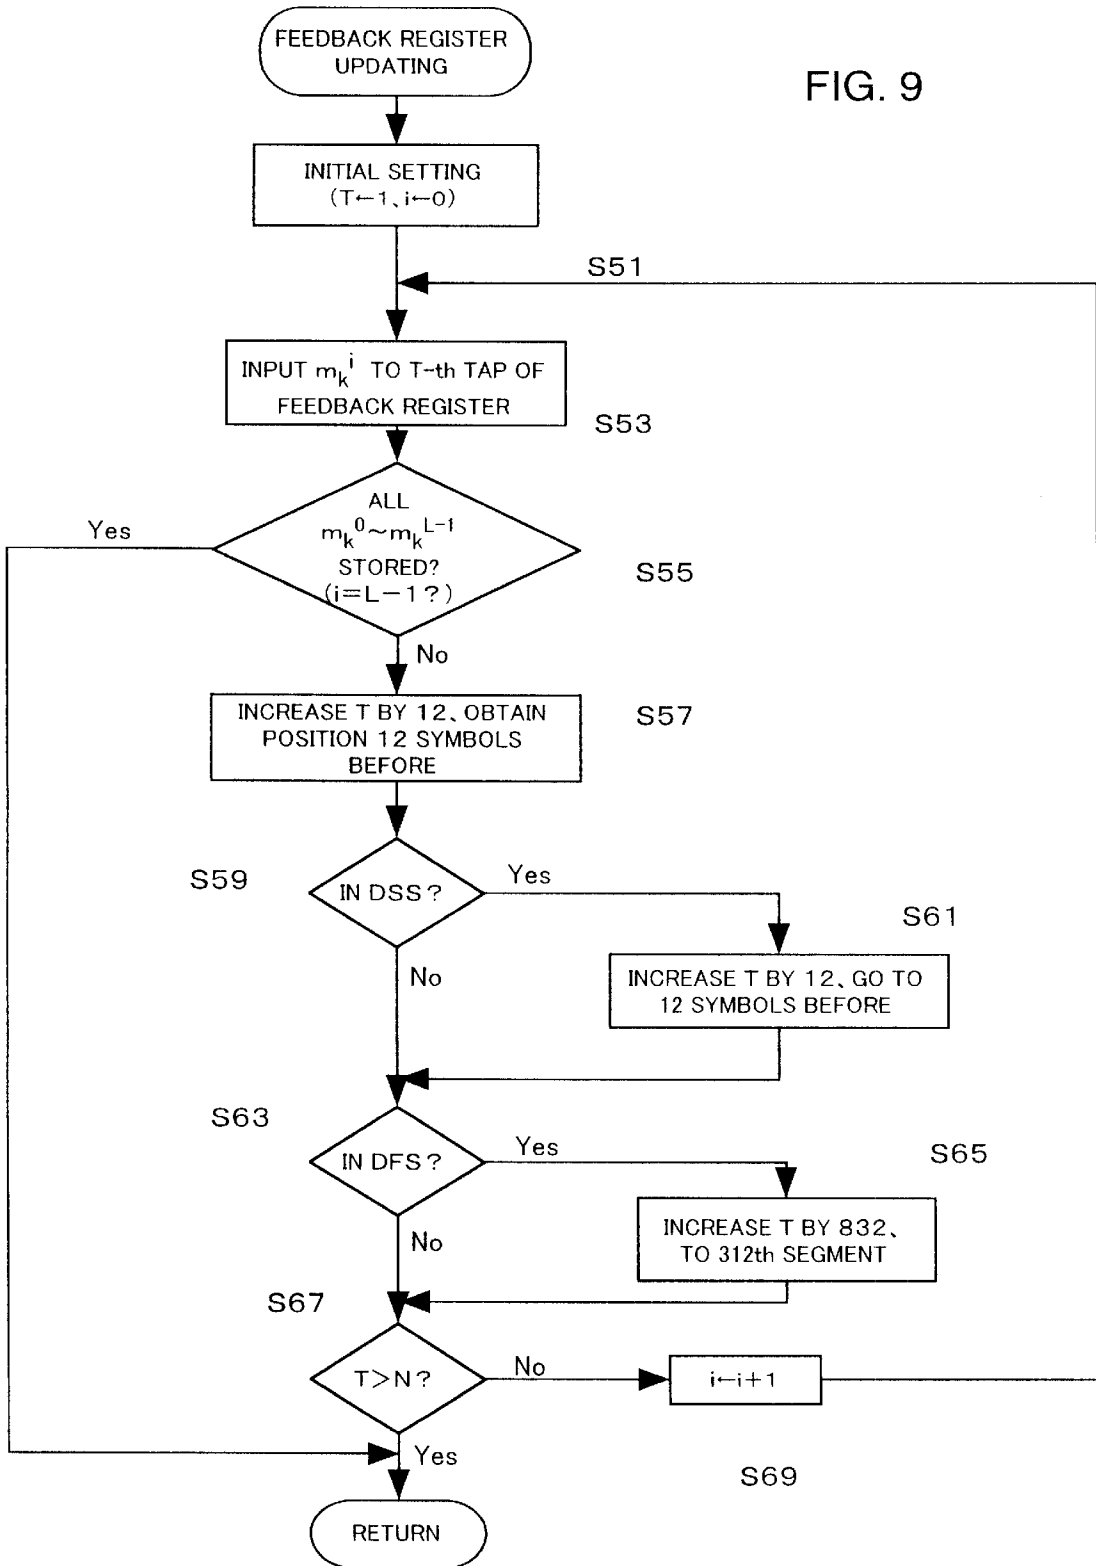 FEEDBACK REGISTER
UPDATING
FIG. 9
INITIAL SETTING
(T←1、i←0)
S51
INPUT m_k^i TO T-th TAP OF
FEEDBACK REGISTER
S53
ALL
m_k^0~m_k^L-1
STORED?
(i=L-1?)
Yes
S55
No
INCREASE T BY 12、OBTAIN
POSITION 12 SYMBOLS
BEFORE
S57
S59
IN DSS?
Yes
No
S61
INCREASE T BY 12、GO TO
12 SYMBOLS BEFORE
S63
IN DFS?
Yes
No
S65
INCREASE T BY 832、
TO 312th SEGMENT
S67
T>N?
No
i←i+1
Yes
S69
RETURN